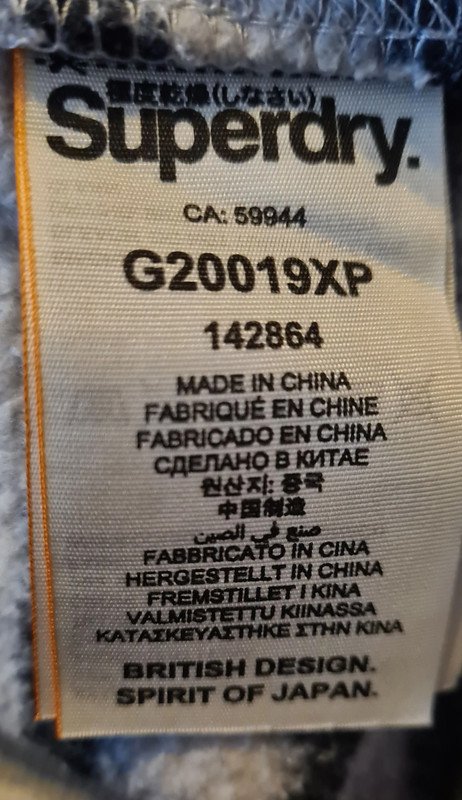 極度乾燥(しなさい)
Superdry.
CA: 59944
G20019XP
142864
MADE IN CHINA
FABRIQUÉ EN CHINE
FABRICADO EN CHINA
СДЕЛАНО В КИТАЕ
원산지: 중국
中国制造
صنع في الصين
FABBRICATO IN CINA
HERGESTELLT IN CHINA
FREMSTILLET I KINA
VALMISTETTU KIINASSA
ΚΑΤΑΣΚΕΥΑΣΤΗΚΕ ΣΤΗΝ ΚΙΝΑ
BRITISH DESIGN.
SPIRIT OF JAPAN.